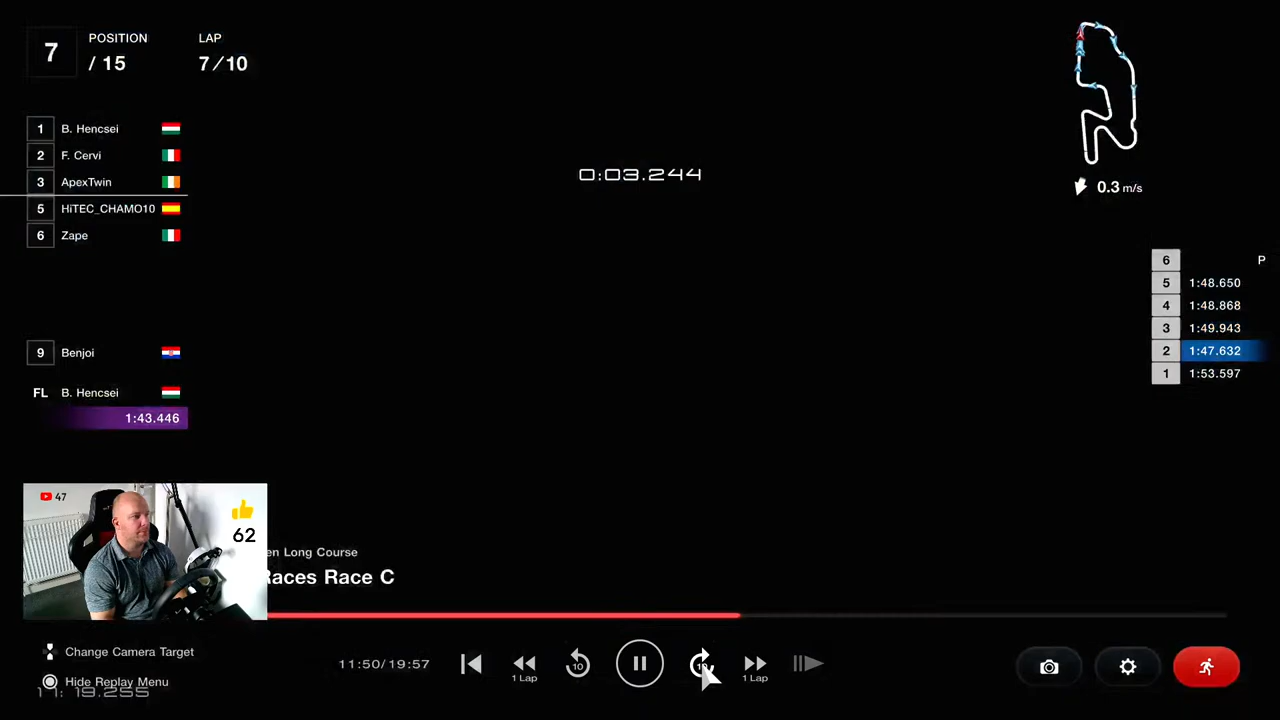 7
POSITION
/ 15
LAP
7/10
1 B. Hencsei
2 F. Cervi
3 ApexTwin
5 HiTEC_CHAMO10
6 Zape
9 Benjoi
FL B. Hencsei
1:43.446
0:03.244
0.3 m/s
6 P
5 1:48.650
4 1:48.868
3 1:49.943
2 1:47.632
1 1:53.597
47
62
en Long Course
Races Race C
Change Camera Target
Hide Replay Menu
11:50/19:57
1 Lap
10
1 Lap